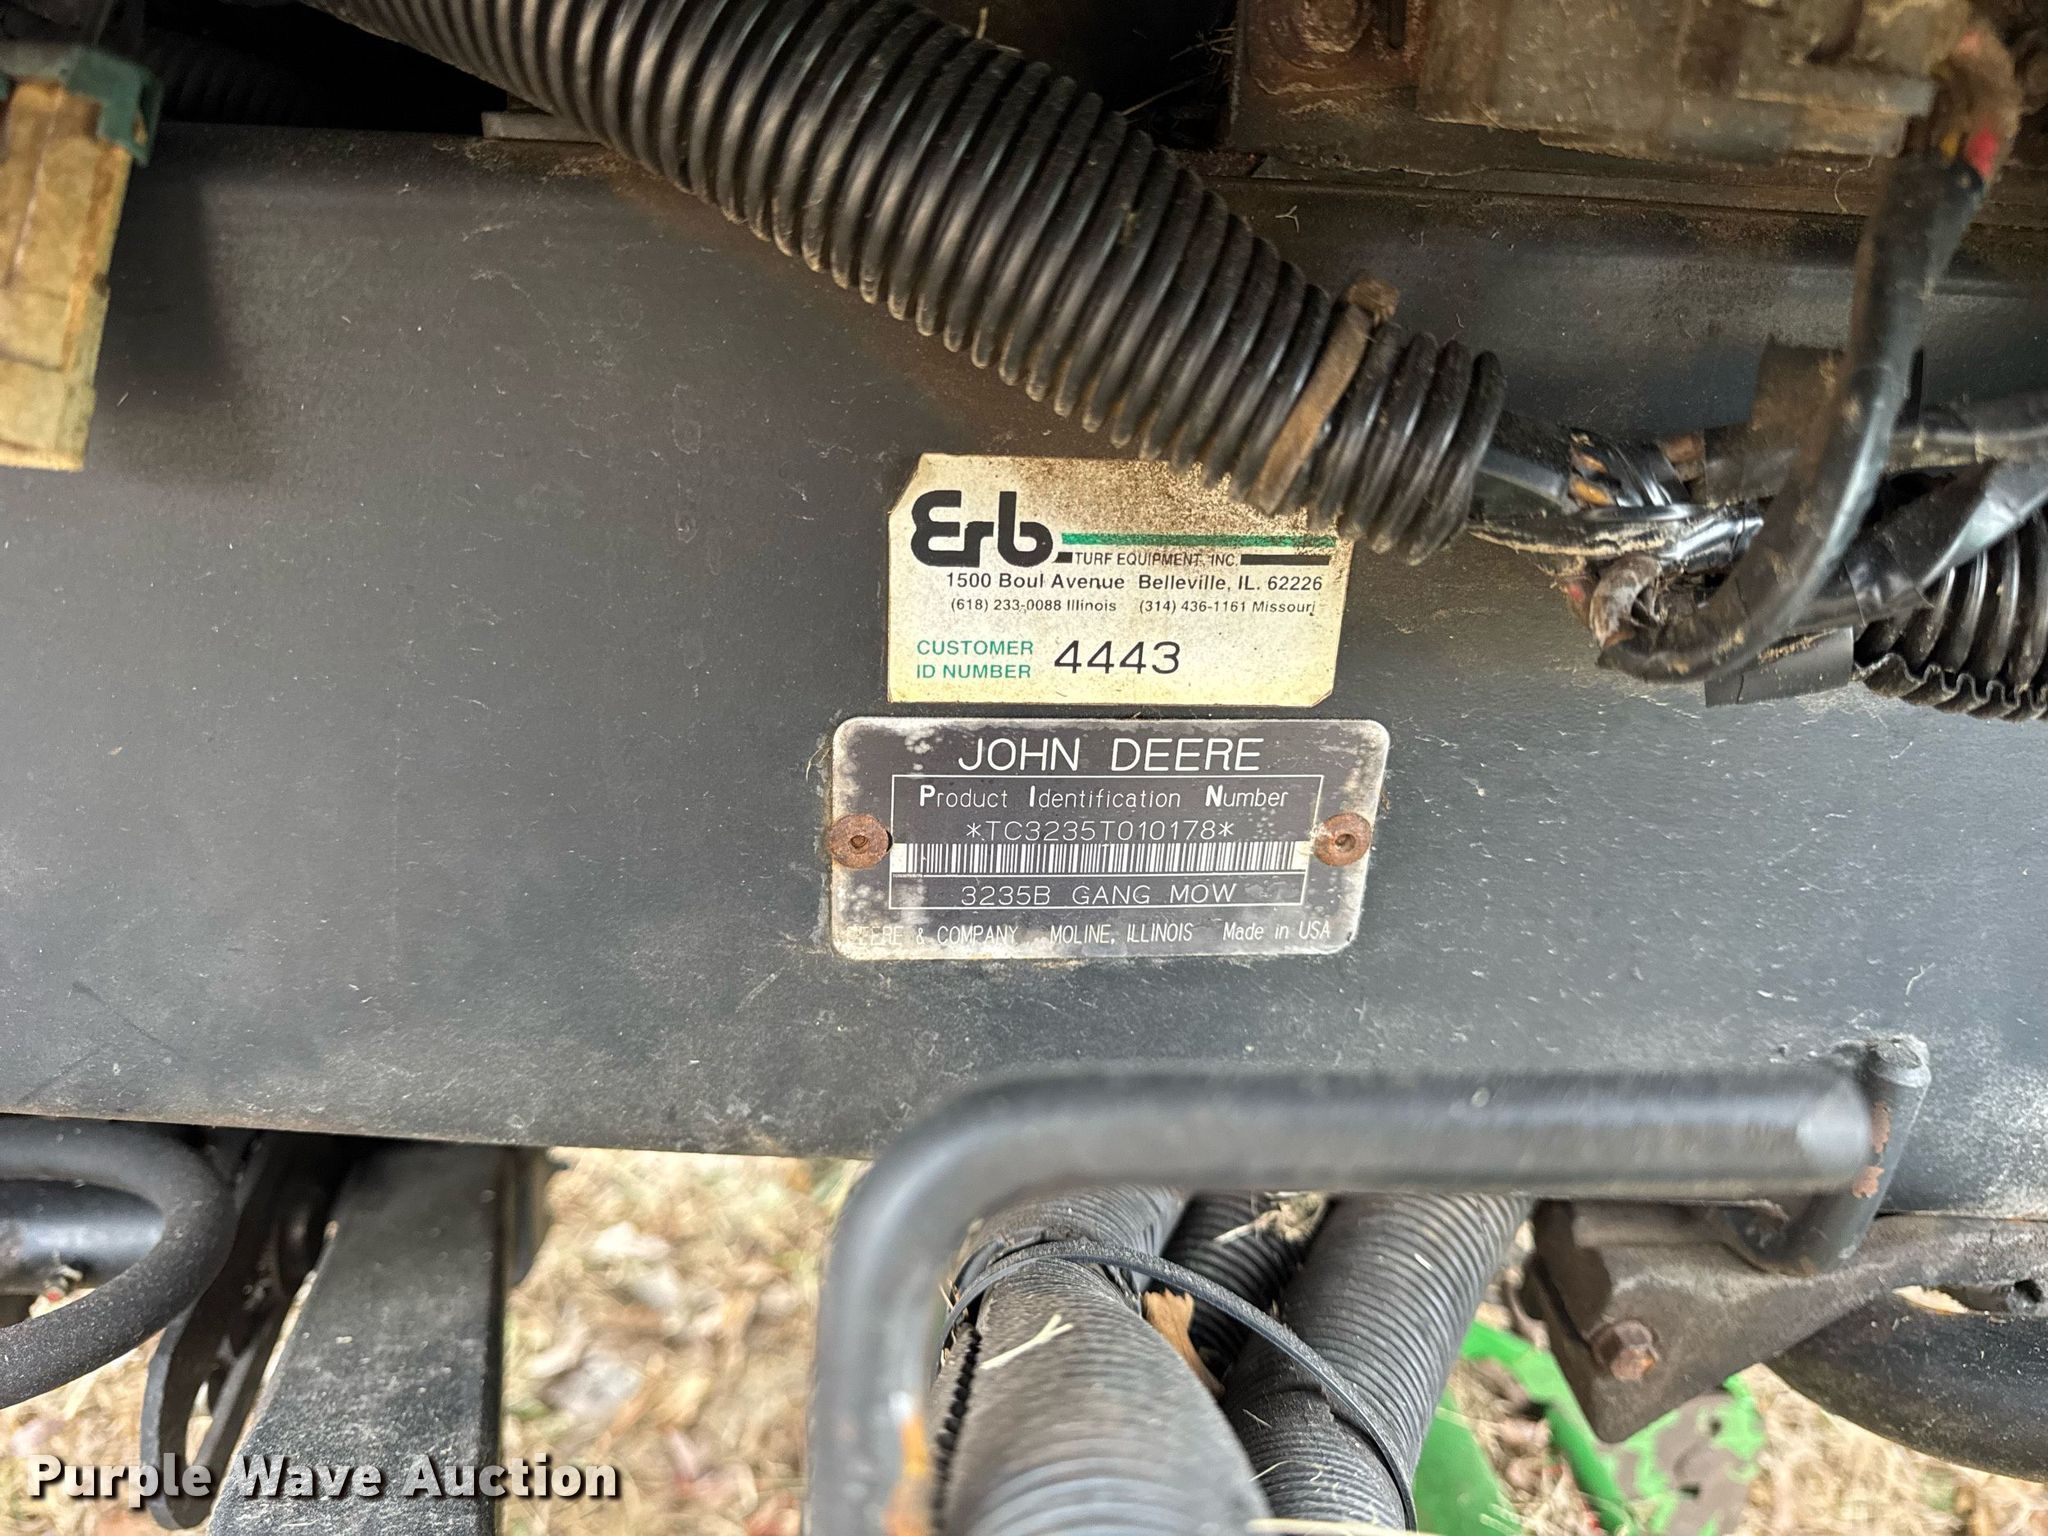 Erb
TURF EQUIPMENT, INC.
1500 Boul Avenue Belleville, IL. 62226
(618) 233-0088 Illinois (314) 436-1161 Missouri
CUSTOMER
ID NUMBER 4443
JOHN DEERE
Product Identification Number
*TC3235T010178*
3235B GANG MOW
DEERE & COMPANY MOLINE, ILLINOIS Made in USA
Purple Wave Auction